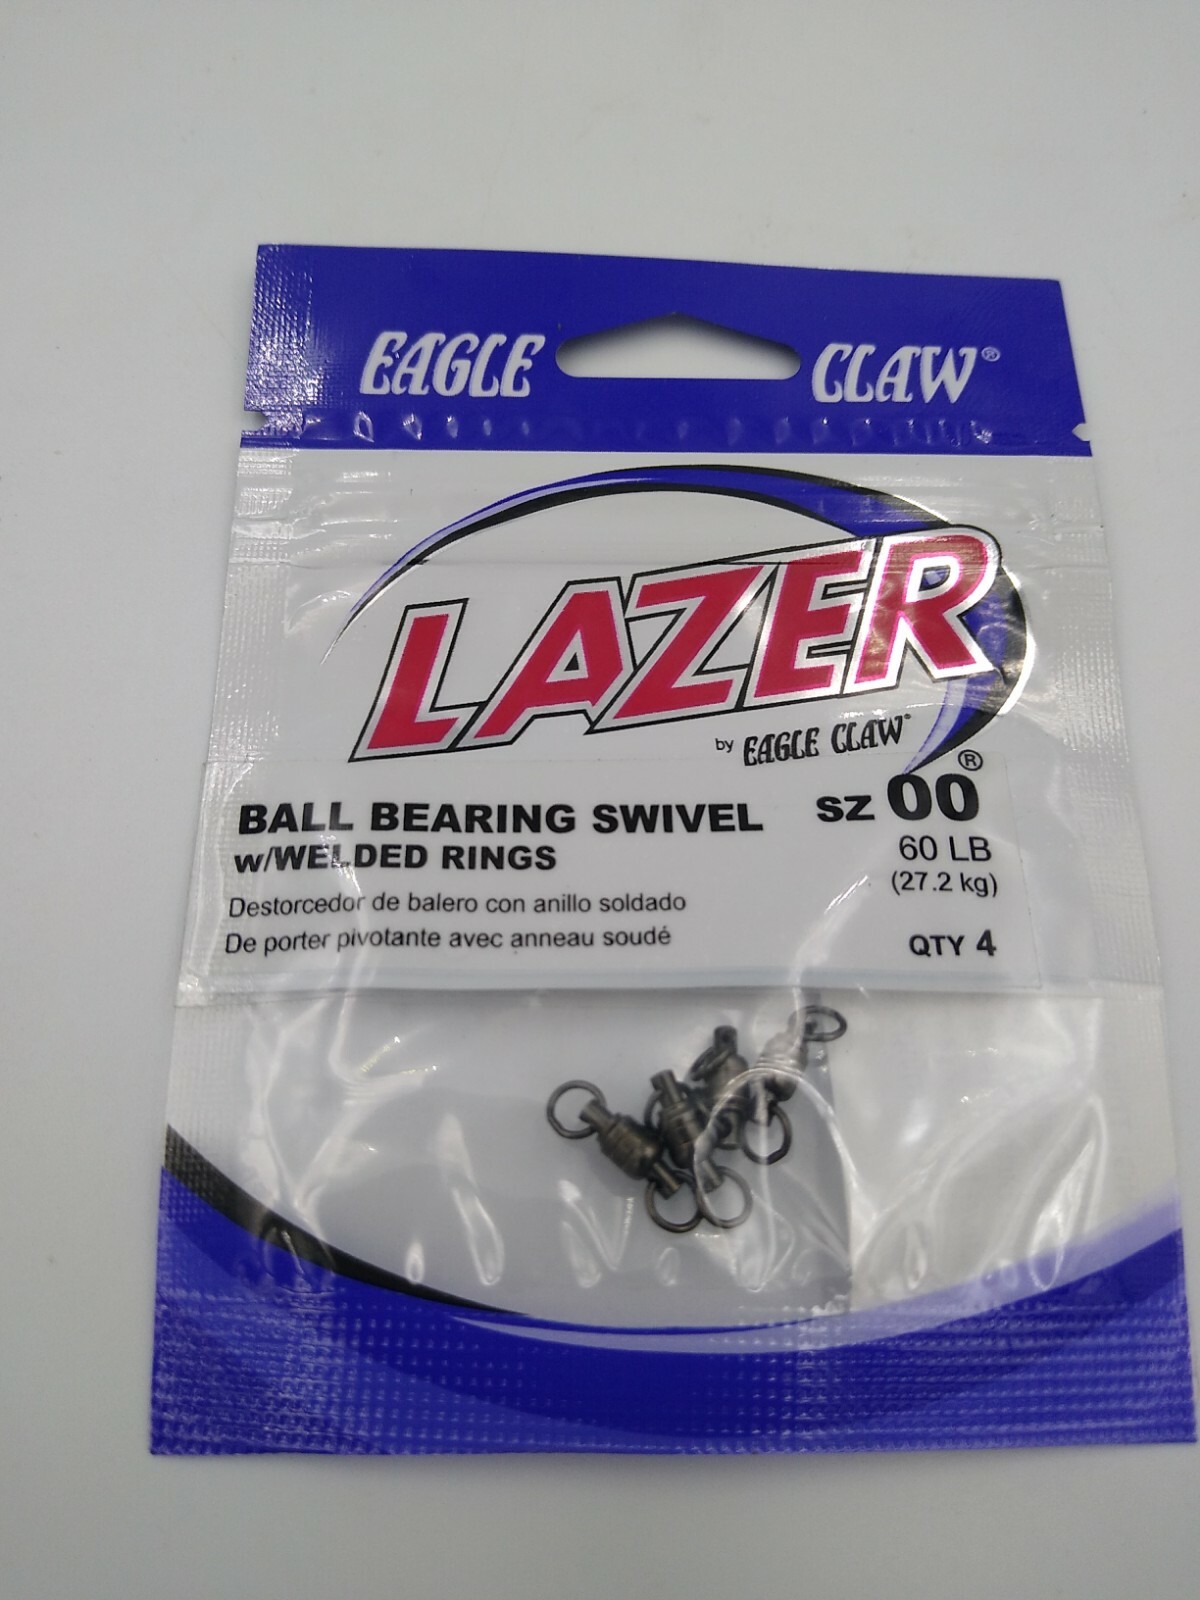 EAGLE CLAW®
LAZER
by EAGLE CLAW®
BALL BEARING SWIVEL
w/WELDED RINGS
Destorcedor de balero con anillo soldado
De porter pivotante avec anneau soudé
sz 00
60 LB
(27.2 kg)
QTY 4